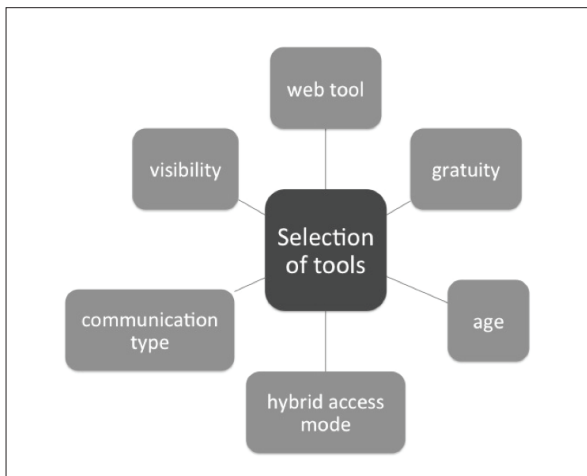 web tool
visibility
gratuity
Selection
of tools
communication
type
age
hybrid access
mode